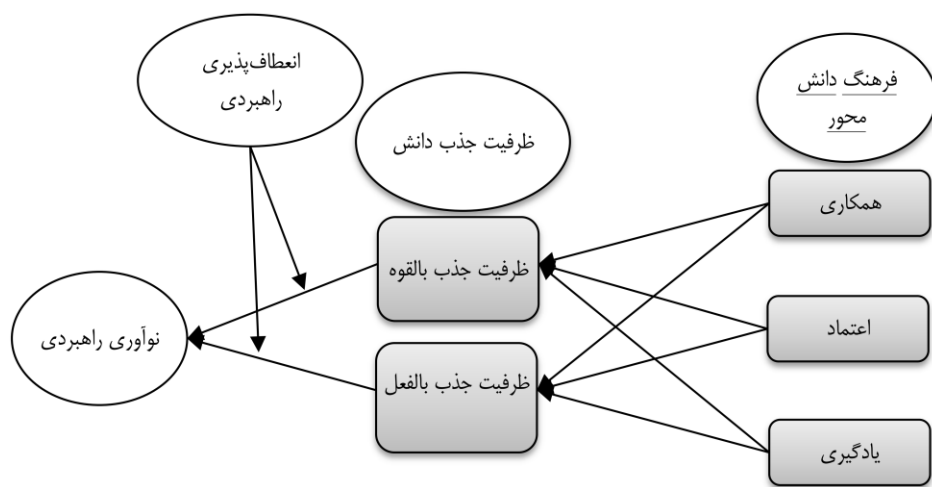 فرهنگ دانش
محور
همکاری
اعتماد
یادگیری
ظرفیت جذب دانش
ظرفیت جذب بالقوه
ظرفیت جذب بالفعل
انعطاف‌پذیری
راهبردی
نوآوری راهبردی